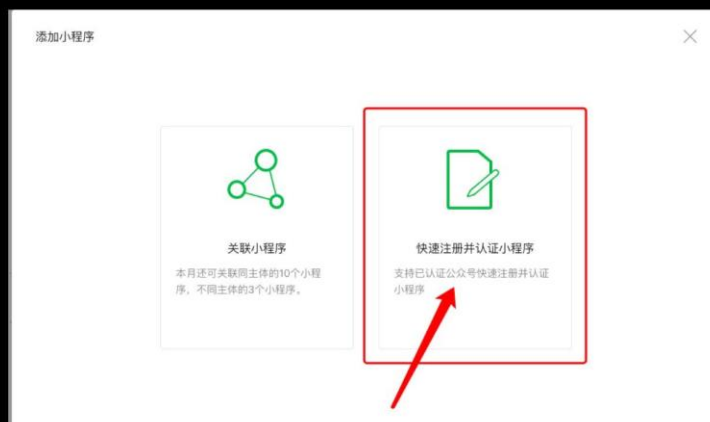 添加小程序
关联小程序
本月还可关联同主体的10个小程
序，不同主体的3个小程序。
快速注册并认证小程序
支持已认证公众号快速注册并认证
小程序